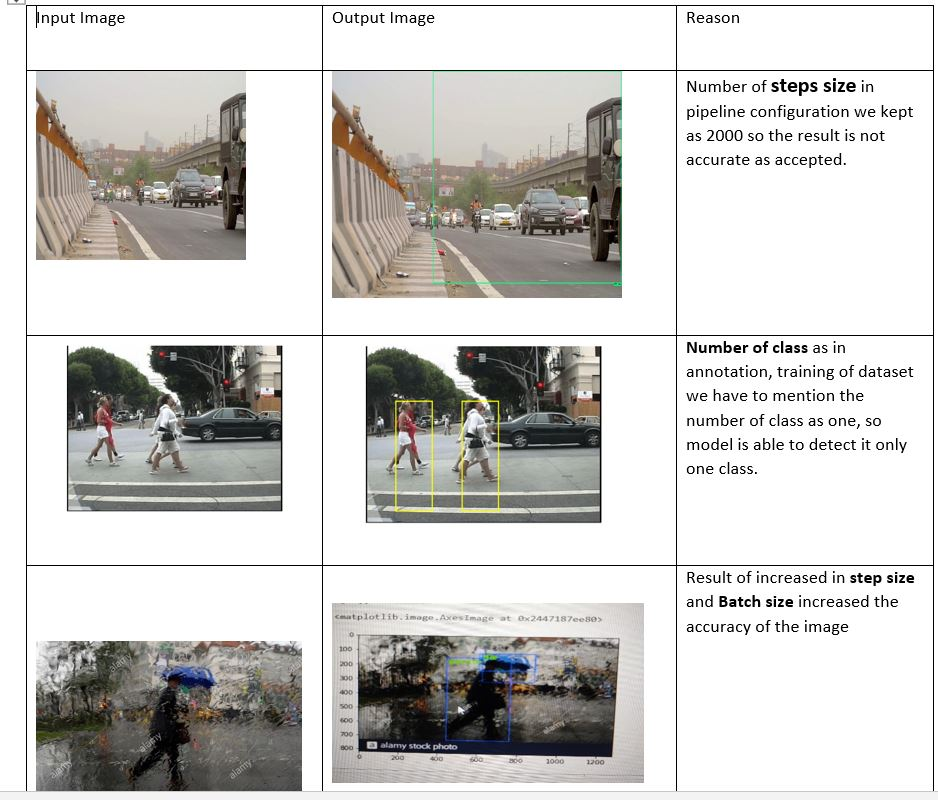 Input Image
Output Image
Reason
Number of steps size in
pipeline configuration we kept
as 2000 so the result is not
accurate as accepted.
Number of class as in
annotation, training of dataset
we have to mention the
number of class as one, so
model is able to detect it only
one class.
Result of increased in step size
and Batch size increased the
accuracy of the image
alamy
alamy
alamy
<matplotlib.image.AxesImage at 0x2447187ee80>
0
100
200
300
400
500
600
700
800
alamy
a alamy stock photo
0
200
400
600
800
1000
1200